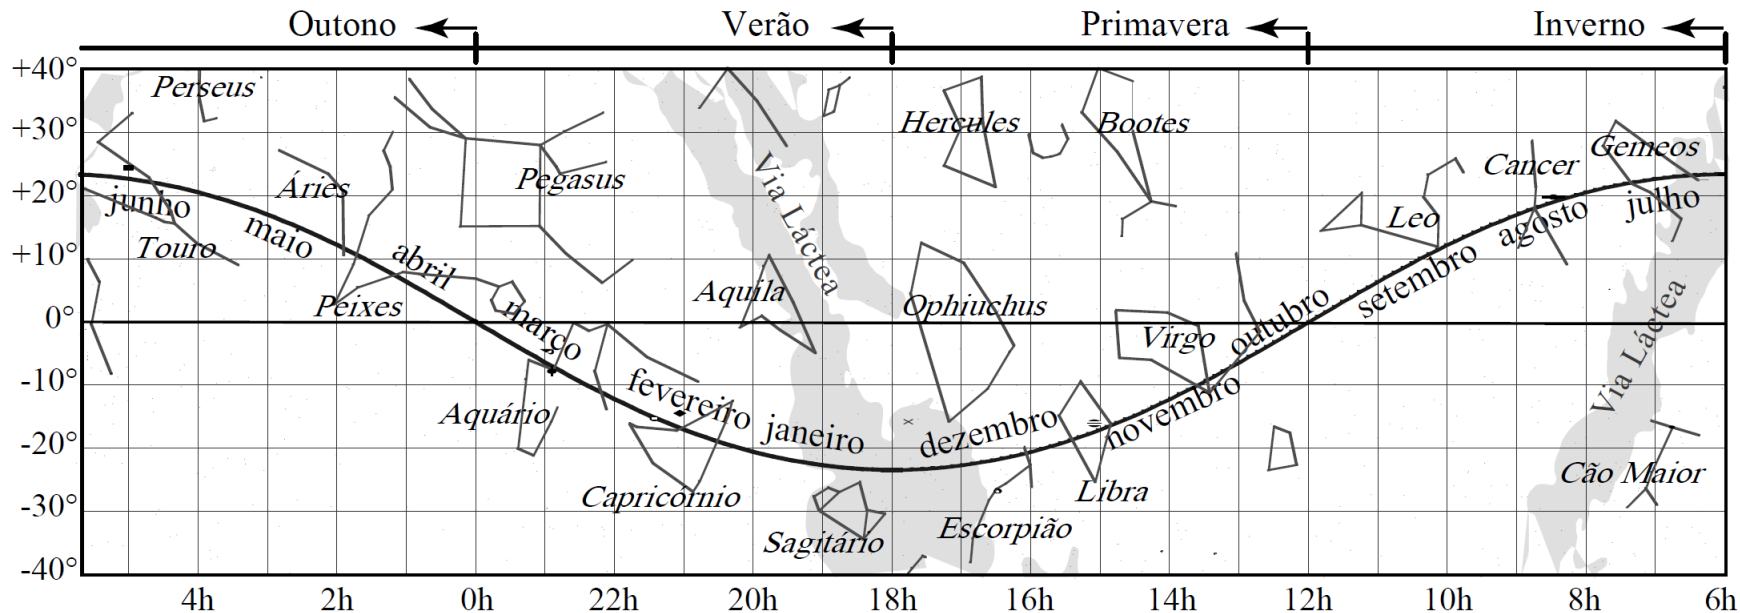 Outono Verão Primavera Inverno
+40°
Perseus
+30°
Hercules Bootes
Cancer Gemeos
Áries Pegasus
+20°
junho julho
Touro maio Leo agosto
Via Láctea
+10°
abril setembro
Peixes Aquila Ophiuchus
0°
março Virgo outubro
Via Láctea
-10°
fevereiro novembro
Aquário janeiro dezembro
-20°
Capricórnio Libra Cão Maior
-30°
Sagitário Escorpião
-40°
4h 2h 0h 22h 20h 18h 16h 14h 12h 10h 8h 6h